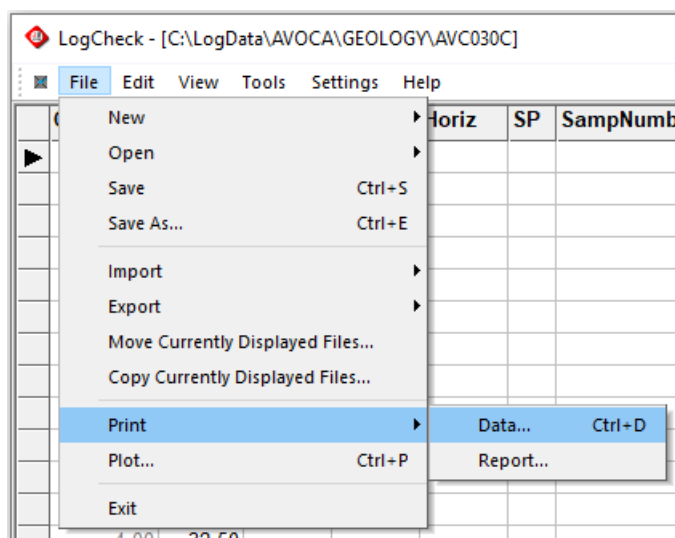 LogCheck - [C:\LogData\AVOCA\GEOLOGY\AVC030C]
File Edit View Tools Settings Help
Horiz SP SampNumb
New
Open
Save Ctrl+S
Save As... Ctrl+E
Import
Export
Move Currently Displayed Files...
Copy Currently Displayed Files...
Print Data... Ctrl+D
Plot... Ctrl+P Report...
Exit